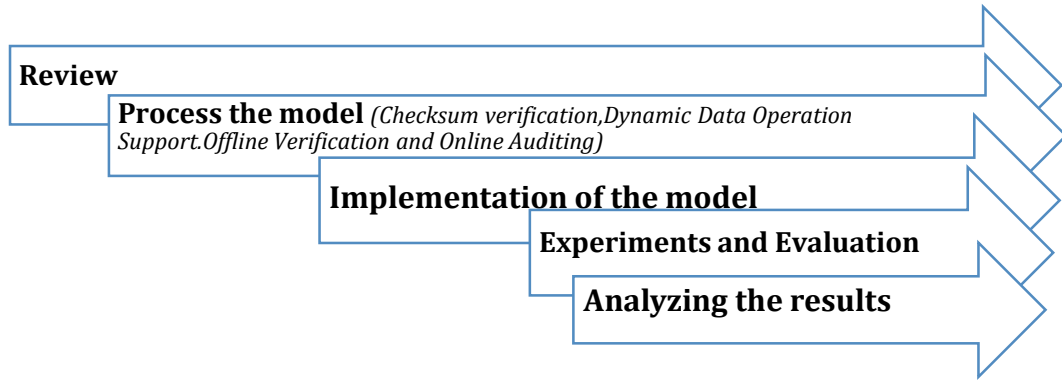 Review
Process the model (Checksum verification,Dynamic Data Operation
Support.Offline Verification and Online Auditing)
Implementation of the model
Experiments and Evaluation
Analyzing the results